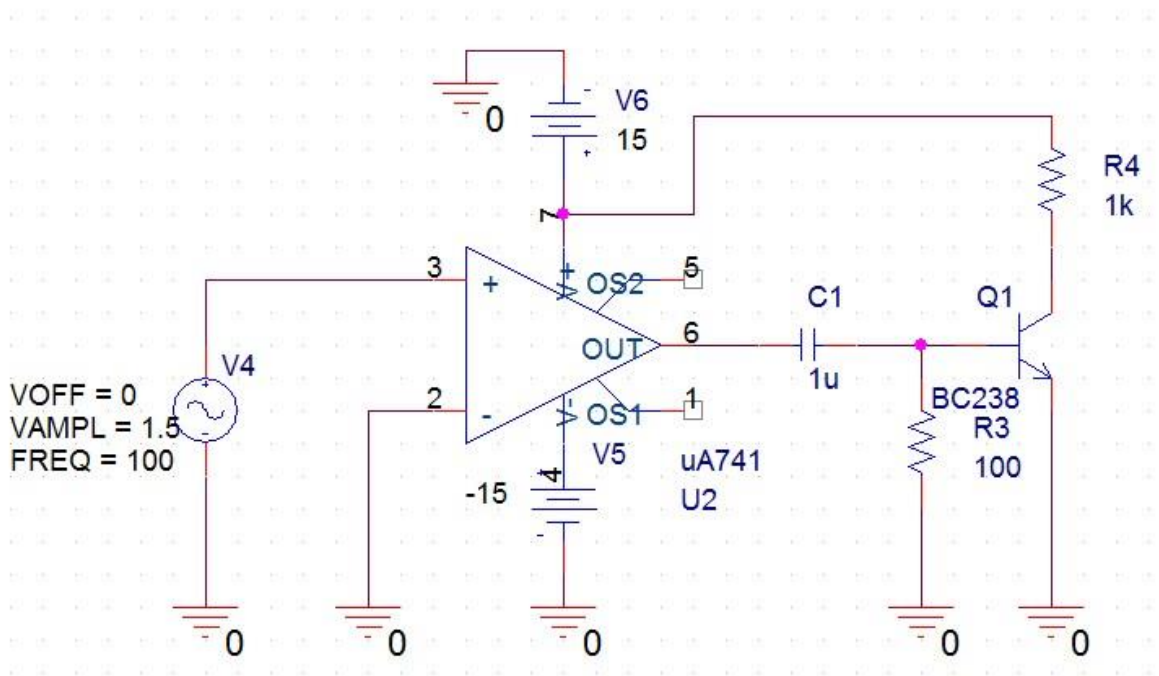 V6
0
15
R4
1k
7
3
+
V+
OS2
5
C1
Q1
OUT
6
1u
V4
VOFF = 0
VAMPL = 1.5
FREQ = 100
2
-
V-
OS1
1
BC238
R3
100
V5
uA741
U2
-15
4
0
0
0
0
0